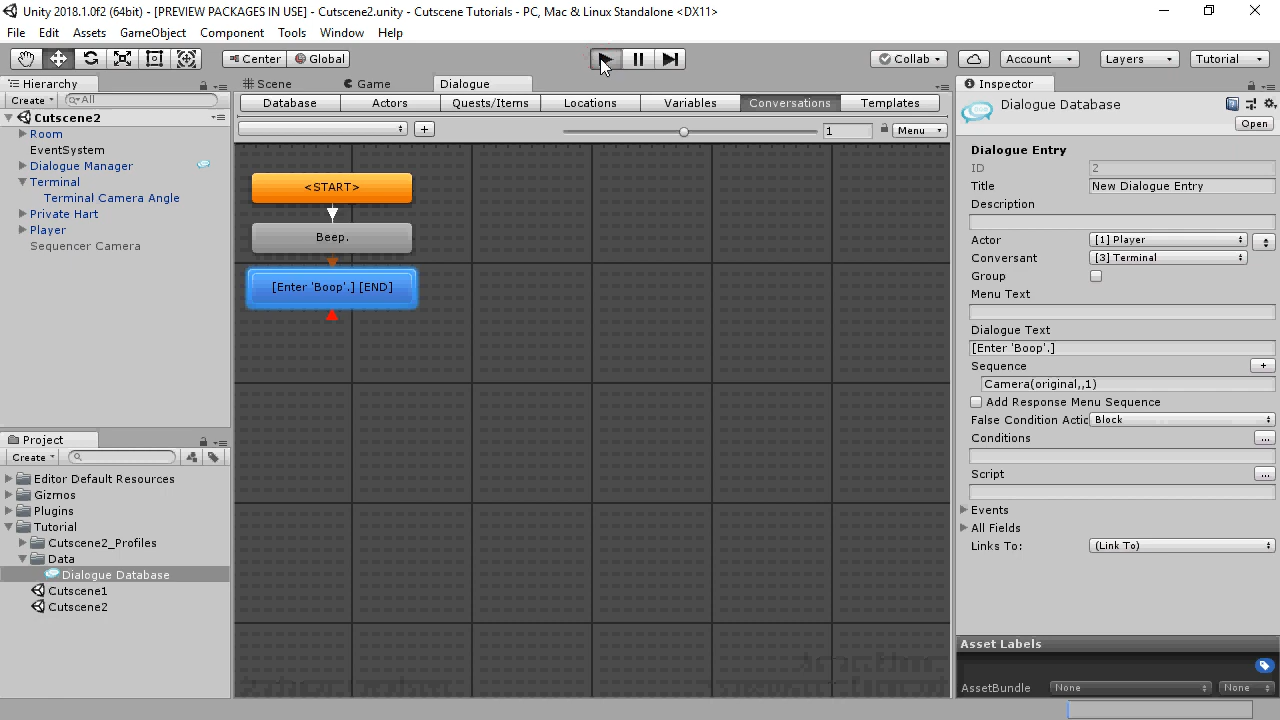 Unity 2018.1.0f2 (64bit) - [PREVIEW PACKAGES IN USE] - Cutscene2.unity - Cutscene Tutorials - PC, Mac & Linux Standalone <DX11>
File Edit Assets GameObject Component Tools Window Help
Center Global Collab Account Layers Tutorial
Hierarchy
Create All
Cutscene2
Room
EventSystem
Dialogue Manager
Terminal
Terminal Camera Angle
Private Hart
Player
Sequencer Camera
Project
Create
Editor Default Resources
Gizmos
Plugins
Tutorial
Cutscene2_Profiles
Data
Dialogue Database
Cutscene1
Cutscene2
Scene Game Dialogue
Database Actors Quests/Items Locations Variables Conversations Templates
+ 1 Menu
<START>
Beep.
[Enter 'Boop'.] [END]
Inspector
Dialogue Database
Open
Dialogue Entry
ID 2
Title New Dialogue Entry
Description
Actor [1] Player
Conversant [3] Terminal
Group
Menu Text
Dialogue Text
[Enter 'Boop'.]
Sequence +
Camera(original,,1)
Add Response Menu Sequence
False Condition Actic Block
Conditions ...
Script ...
Events
All Fields
Links To: (Link To)
Asset Labels
AssetBundle None None